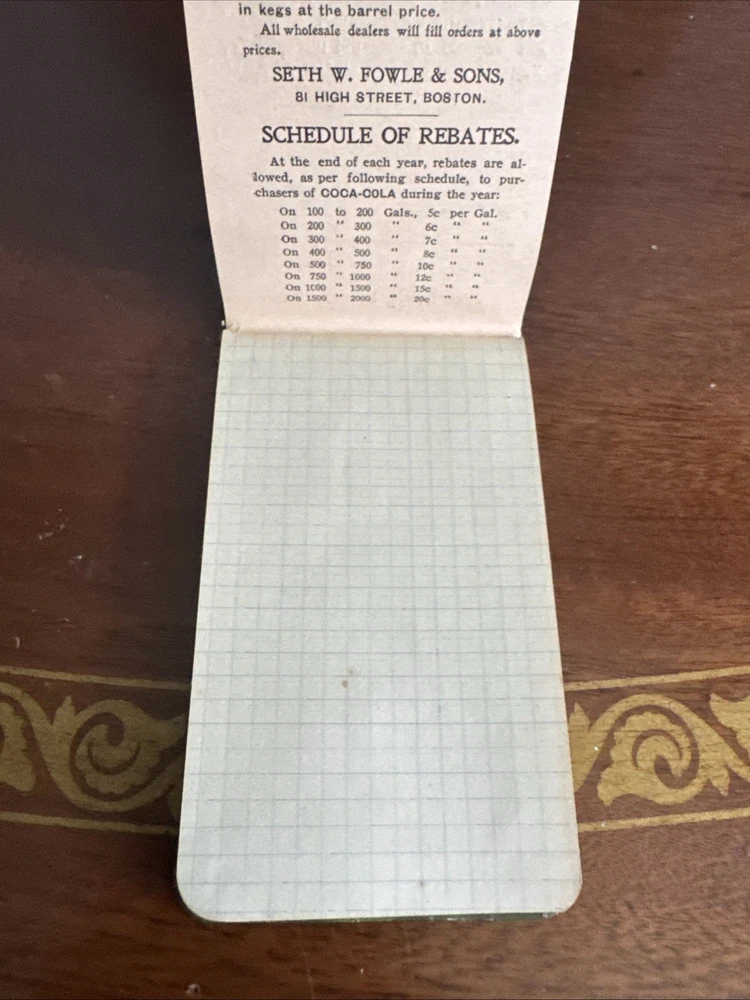 in kegs at the barrel price.
All wholesale dealers will fill orders at above
prices.
SETH W. FOWLE & SONS,
81 HIGH STREET, BOSTON.
SCHEDULE OF REBATES.
At the end of each year, rebates are al-
lowed, as per following schedule, to pur-
chasers of COCA-COLA during the year:
On 100 to 200 Gals., 5c per Gal.
On 200 " 300 " 6c " "
On 300 " 400 " 7c " "
On 400 " 500 " 8c " "
On 500 " 750 " 10c " "
On 750 " 1000 " 12c " "
On 1000 " 1500 " 15c " "
On 1500 " 2000 " 20c " "